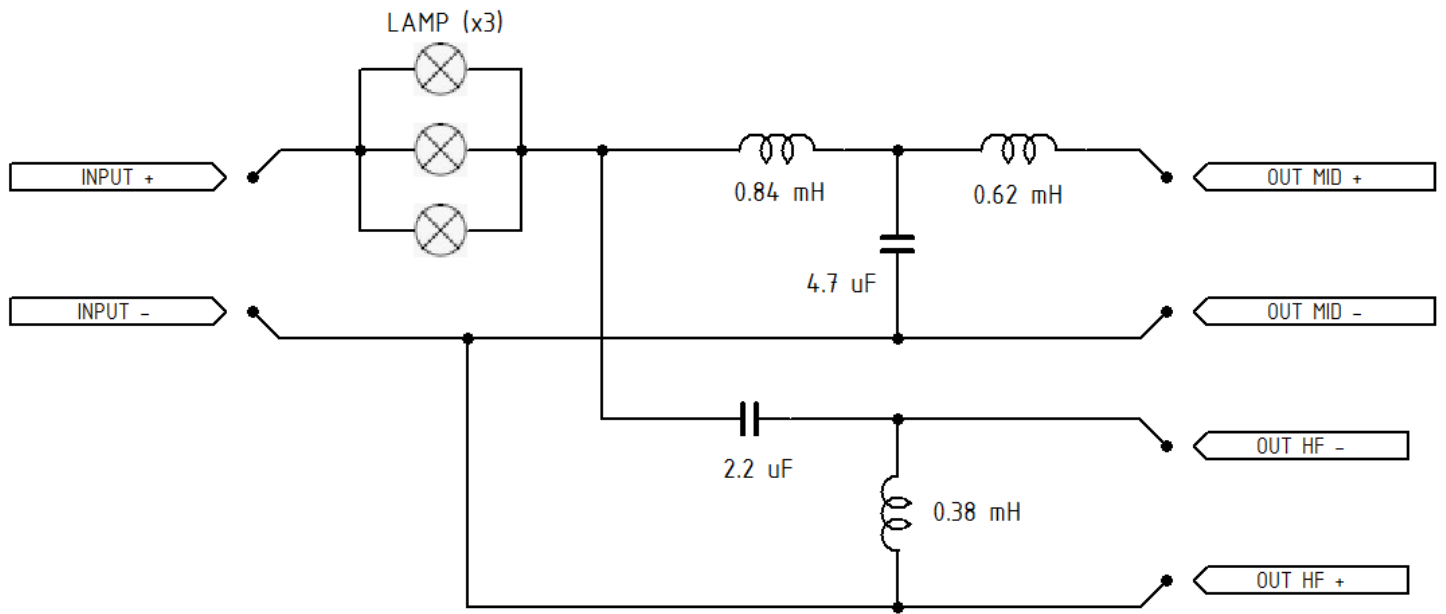 LAMP (x3)
INPUT +
OUT MID +
0.84 mH
0.62 mH
4.7 uF
INPUT -
OUT MID -
2.2 uF
OUT HF -
0.38 mH
OUT HF +